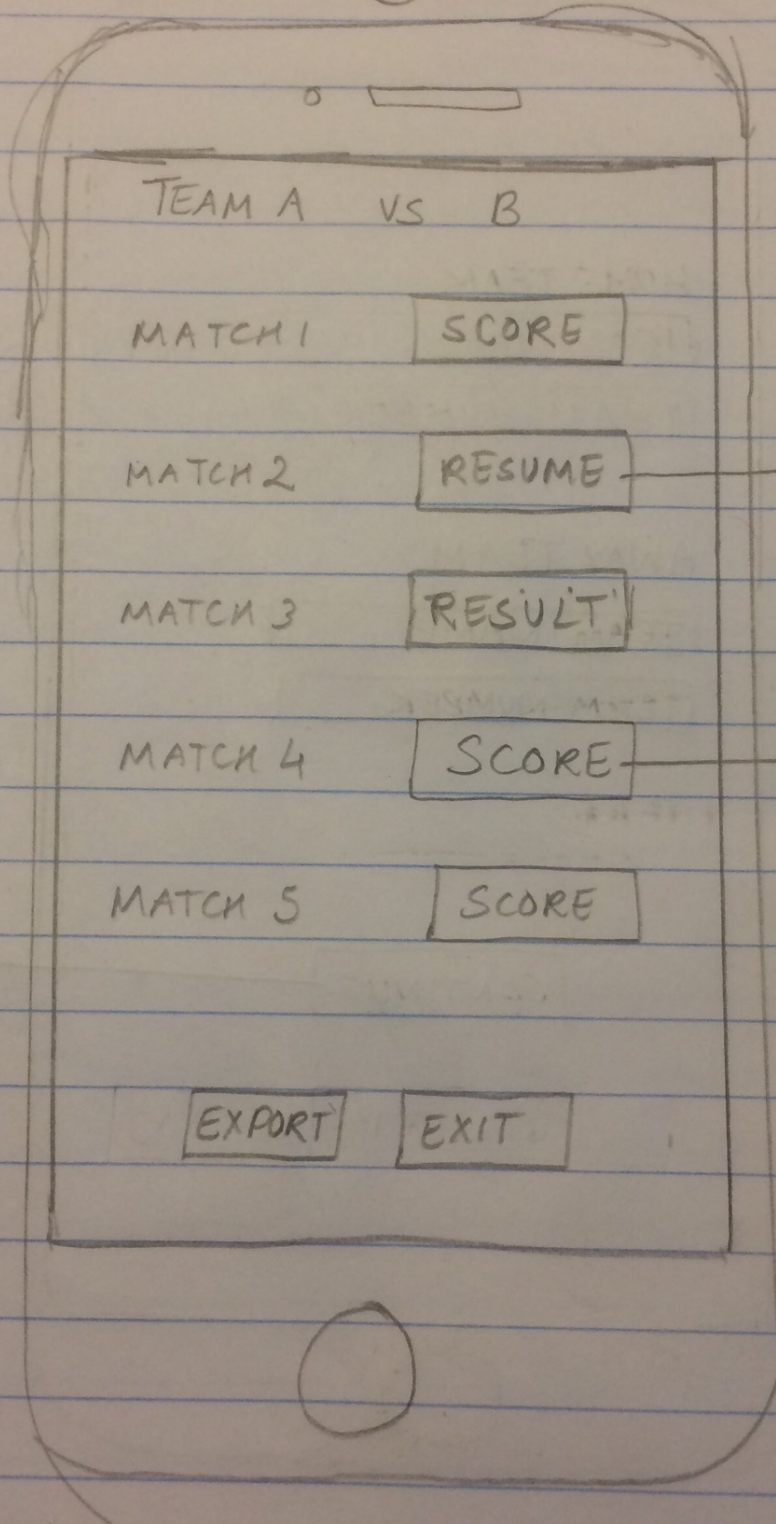 TEAM A VS B
MATCH 1 SCORE
MATCH 2 RESUME
MATCH 3 RESULT
MATCH 4 SCORE
MATCH 5 SCORE
EXPORT EXIT